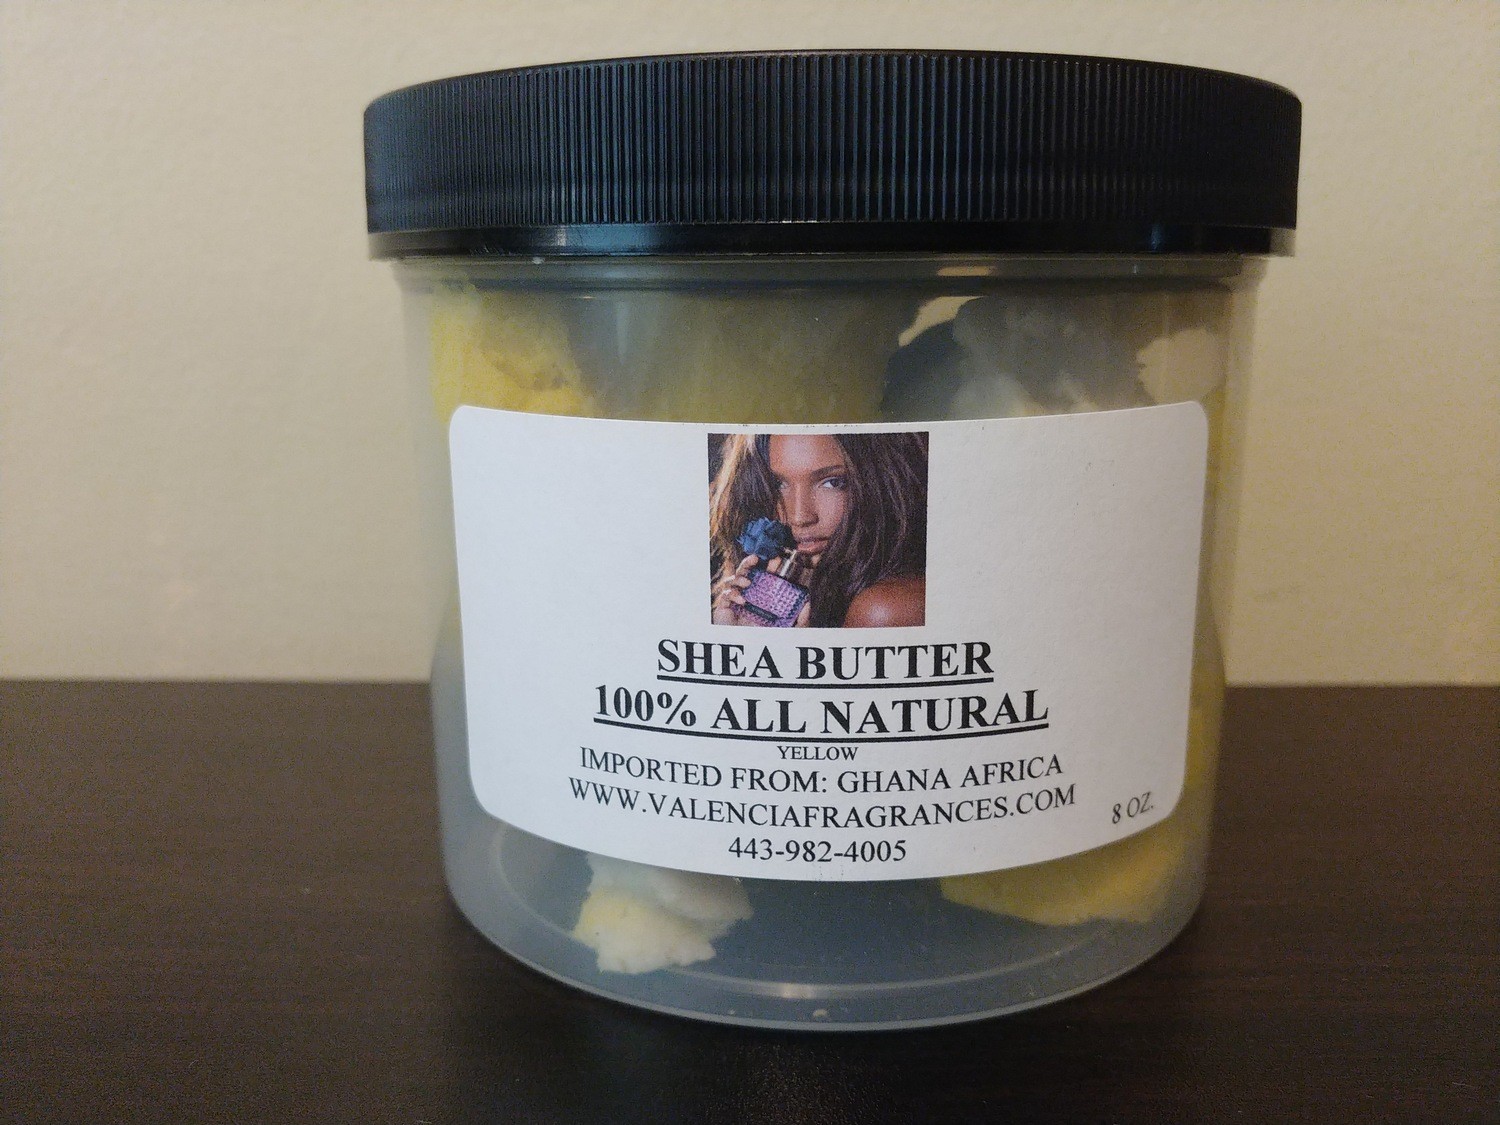 SHEA BUTTER
100% ALL NATURAL
YELLOW
IMPORTED FROM: GHANA AFRICA
WWW.VALENCIAFRAGRANCES.COM
8 OZ.
443-982-4005